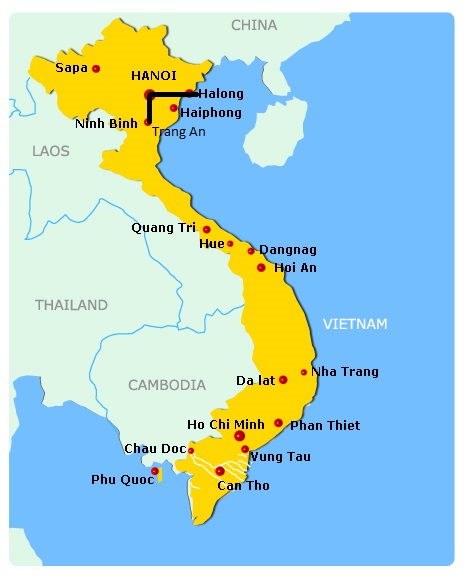 CHINA
Sapa
HANOI
Halong
Haiphong
Ninh Binh
Trang An
LAOS
Quang Tri
Hue
Dangnag
Hoi An
THAILAND
VIETNAM
Nha Trang
Da lat
CAMBODIA
Ho Chi Minh
Phan Thiet
Chau Doc
Vung Tau
Phu Quoc
Can Tho